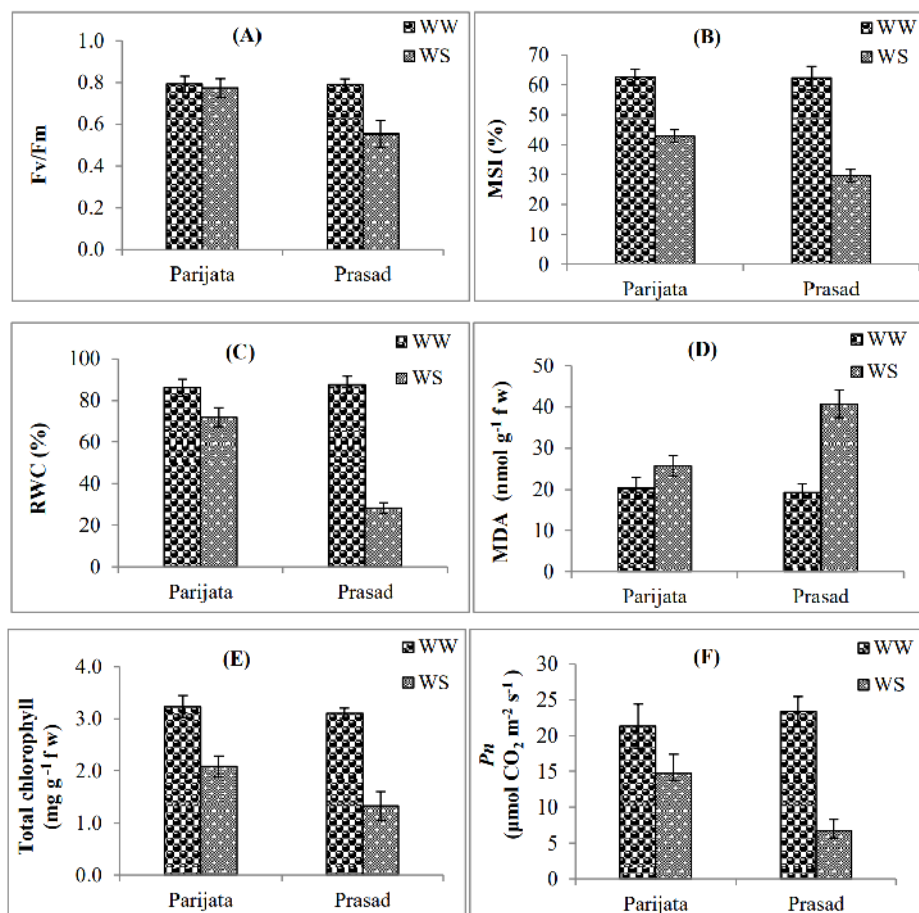 (A)
WW
WS
1.0
0.8
0.6
0.4
0.2
0.0
Fv/Fm
Parijata
Prasad
(B)
WW
WS
70
60
50
40
30
20
10
0
MSI (%)
Parijata
Prasad
(C)
WW
WS
100
80
60
40
20
0
RWC (%)
Parijata
Prasad
(D)
WW
WS
50
40
30
20
10
0
MDA (nmol g⁻¹ f w)
Parijata
Prasad
(E)
WW
WS
4.0
3.0
2.0
1.0
0.0
Total chlorophyll
(mg g⁻¹ f w)
Parijata
Prasad
(F)
WW
WS
30
25
20
15
10
5
0
Pn
(µmol CO₂ m⁻² s⁻¹)
Parijata
Prasad